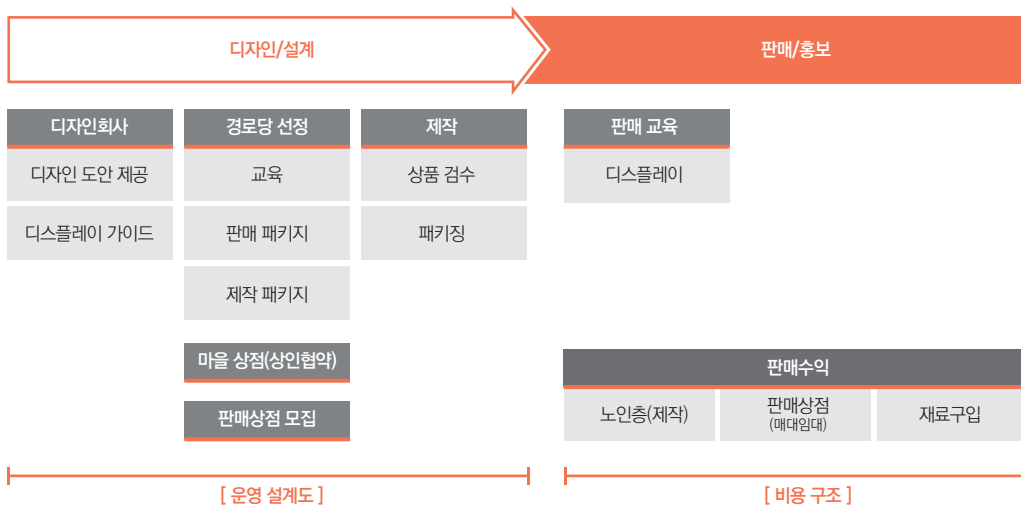 디자인/설계
판매/홍보
디자인회사
디자인 도안 제공
디스플레이 가이드
경로당 선정
교육
판매 패키지
제작 패키지
마을 상점(상인협약)
판매상점 모집
제작
상품 검수
패키징
판매 교육
디스플레이
판매수익
노인층(제작)
판매상점
(매대임대)
재료구입
[ 운영 설계도 ]
[ 비용 구조 ]